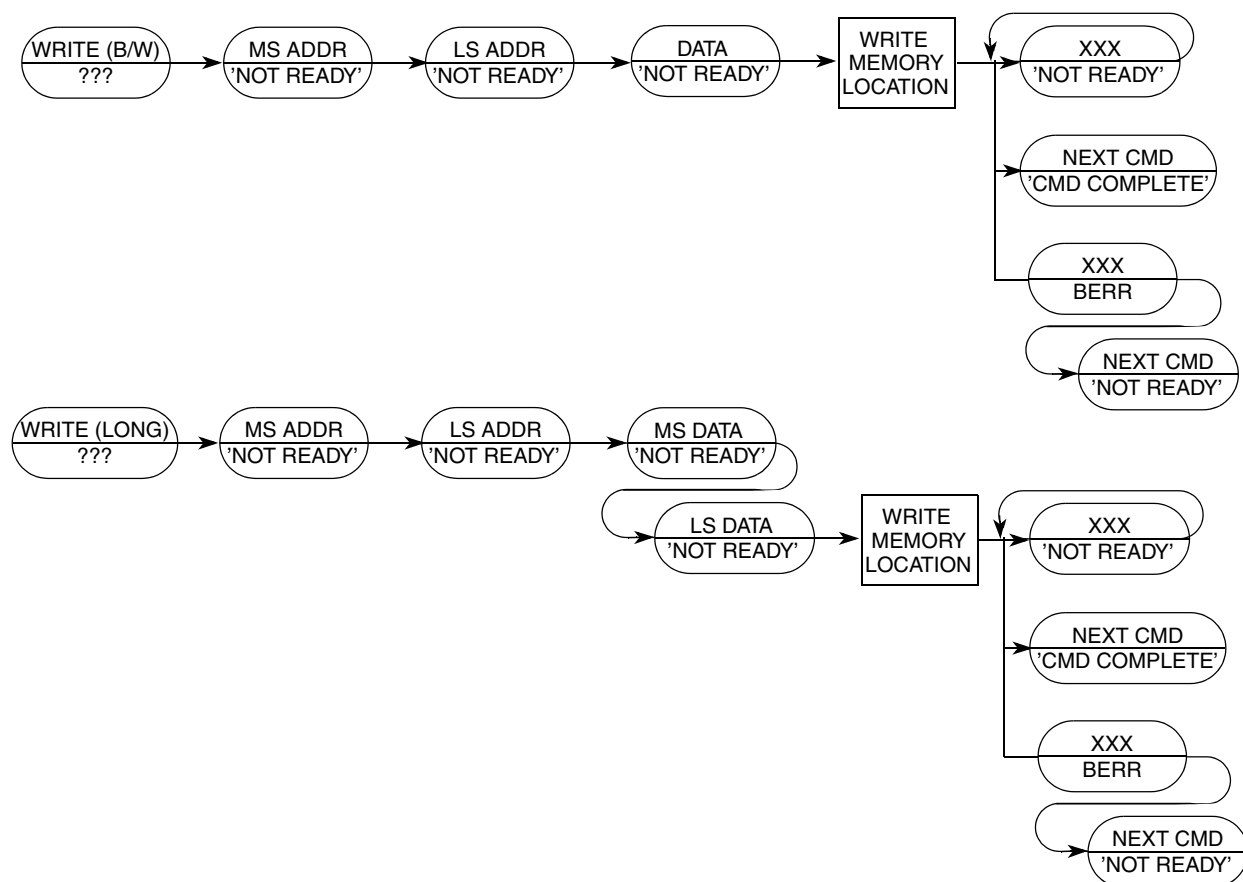 WRITE (B/W)
???
MS ADDR
'NOT READY'
LS ADDR
'NOT READY'
DATA
'NOT READY'
WRITE
MEMORY
LOCATION
XXX
'NOT READY'
NEXT CMD
'CMD COMPLETE'
XXX
BERR
NEXT CMD
'NOT READY'
WRITE (LONG)
???
MS ADDR
'NOT READY'
LS ADDR
'NOT READY'
MS DATA
'NOT READY'
LS DATA
'NOT READY'
WRITE
MEMORY
LOCATION
XXX
'NOT READY'
NEXT CMD
'CMD COMPLETE'
XXX
BERR
NEXT CMD
'NOT READY'